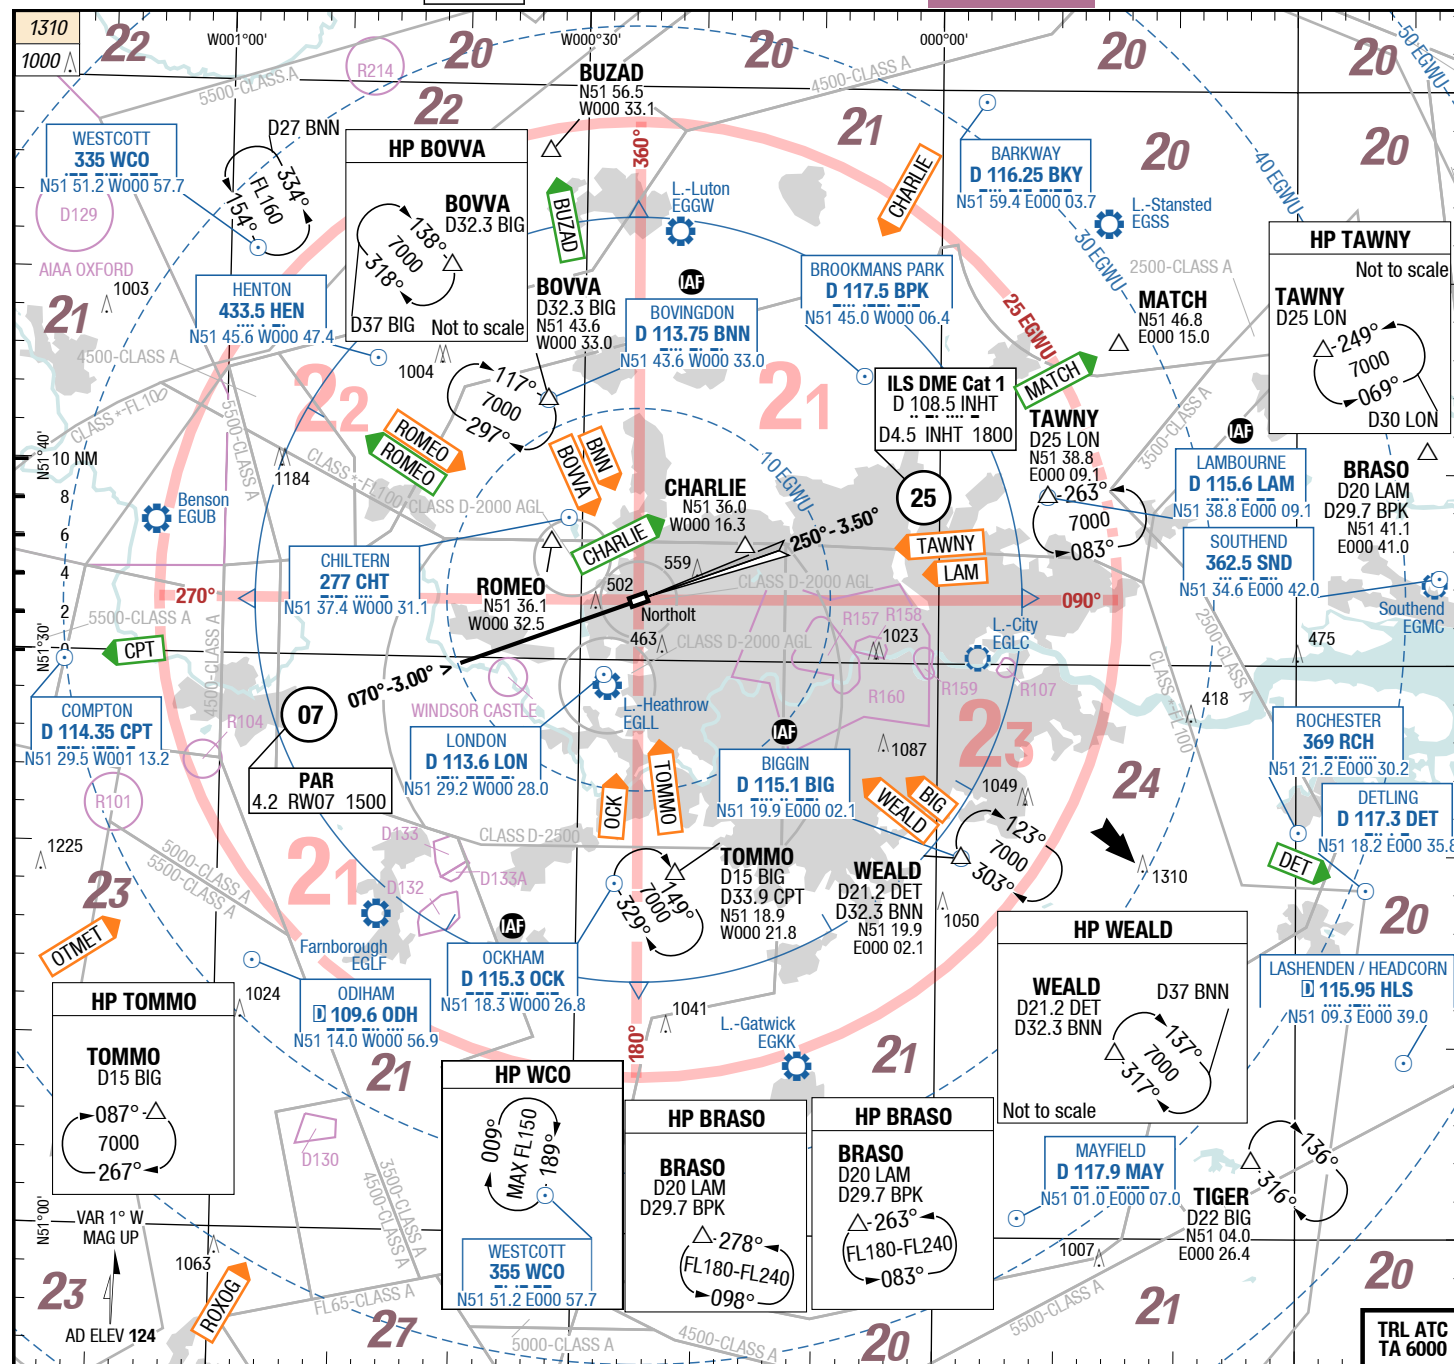 1310
1000
22
W001°00'
20
W000°30'
20
000°00'
20
20
50 EGWU
R214
5500-CLASS A
4500-CLASS A
BUZAD
N51 56.5
W000 33.1
22
21
20
WESTCOTT
335 WCO
N51 51.2 W000 57.7
D27 BNN
334°
FL160
154°
D129
AIAA OXFORD
1003
21
HP BOVVA
BOVVA
D32.3 BIG
138°
7000
318°
D37 BIG
Not to scale
360°
BUZAD
L.-Luton
EGGW
CHARLIE
BARKWAY
D 116.25 BKY
N51 59.4 E000 03.7
L.-Stansted
EGSS
40 EGWU
30 EGWU
25 EGWU
2500-CLASS A
HP TAWNY
Not to scale
TAWNY
D25 LON
249°
7000
069°
D30 LON
HENTON
433.5 HEN
N51 45.6 W000 47.4
4500-CLASS A
1004
BOVVA
D32.3 BIG
N51 43.6
W000 33.0
IAF
BOVINGDON
D 113.75 BNN
N51 43.6 W000 33.0
BROOKMANS PARK
D 117.5 BPK
N51 45.0 W000 06.4
MATCH
N51 46.8
E000 15.0
MATCH
22
21
117°
7000
297°
ILS DME Cat 1
D 108.5 INHT
D4.5 INHT 1800
TAWNY
D25 LON
N51 38.8
E000 09.1
3500-CLASS A
IAF
CLASS *-FL100
5500-CLASS A
ROMEO
ROMEO
BNN
BOVVA
N51°40'
10 NM
8
6
4
2
0
N51°30'
1184
CLASS *-FL100
CLASS D-2000 AGL
10 EGWU
25
263°
7000
083°
LAMBOURNE
D 115.6 LAM
N51 38.8 E000 09.1
BRASO
D20 LAM
D29.7 BPK
N51 41.1
E000 41.0
Benson
EGUB
CHARLIE
N51 36.0
W000 16.3
CHARLIE
250°-3.50°
TAWNY
LAM
SOUTHEND
362.5 SND
N51 34.6 E000 42.0
Southend
EGMC
CHILTERN
277 CHT
N51 37.4 W000 31.1
270°
ROMEO
N51 36.1
W000 32.5
559
502
Northolt
CLASS D-2000 AGL
090°
5500-CLASS A
4500-CLASS A
CPT
463
CLASS D-2000 AGL
R157
R158
1023
L.-City
EGLC
475
2500-CLASS A
CLASS *-FL100
070°-3.00°
WINDSOR CASTLE
L.-Heathrow
EGLL
R160
R159
R107
418
COMPTON
D 114.35 CPT
N51 29.5 W001 13.2
R104
07
LONDON
D 113.6 LON
N51 29.2 W000 28.0
IAF
1087
23
ROCHESTER
369 RCH
N51 21.2 E000 30.2
PAR
4.2 RW07 1500
TOMMO
OCK
BIGGIN
D 115.1 BIG
N51 19.9 E000 02.1
WEALD
BIG
1049
24
DETLING
D 117.3 DET
N51 18.2 E000 35.8
R101
1225
5000-CLASS A
5500-CLASS A
21
D133
D133A
D132
CLASS D-2500
123°
7000
303°
DET
1310
23
OTMET
Farnborough
EGLF
IAF
149°
7000
329°
TOMMO
D15 BIG
D33.9 CPT
N51 18.9
W000 21.8
WEALD
D21.2 DET
D32.3 BNN
N51 19.9
E000 02.1
1050
20
HP WEALD
WEALD
D21.2 DET
D32.3 BNN
D37 BNN
137°
7000
317°
Not to scale
LASHENDEN / HEADCORN
D 115.95 HLS
N51 09.3 E000 39.0
OCKHAM
D 115.3 OCK
N51 18.3 W000 26.8
1024
ODIHAM
D 109.6 ODH
N51 14.0 W000 56.9
HP TOMMO
TOMMO
D15 BIG
087°
7000
267°
1041
180°
L.-Gatwick
EGKK
21
21
D130
3500-CLASS A
4500-CLASS A
HP WCO
009°
MAX FL150
189°
WESTCOTT
355 WCO
N51 51.2 E000 57.7
HP BRASO
BRASO
D20 LAM
D29.7 BPK
278°
FL180-FL240
098°
HP BRASO
BRASO
D20 LAM
D29.7 BPK
263°
FL180-FL240
083°
MAYFIELD
D 117.9 MAY
N51 01.0 E000 07.0
136°
316°
TIGER
D22 BIG
N51 04.0
E000 26.4
1007
N51°00'
VAR 1° W
MAG UP
1063
ROXOG
23
AD ELEV 124
FL65-CLASS A
27
5000-CLASS A
4500-CLASS A
20
5500-CLASS A
21
20
TRL ATC
TA 6000